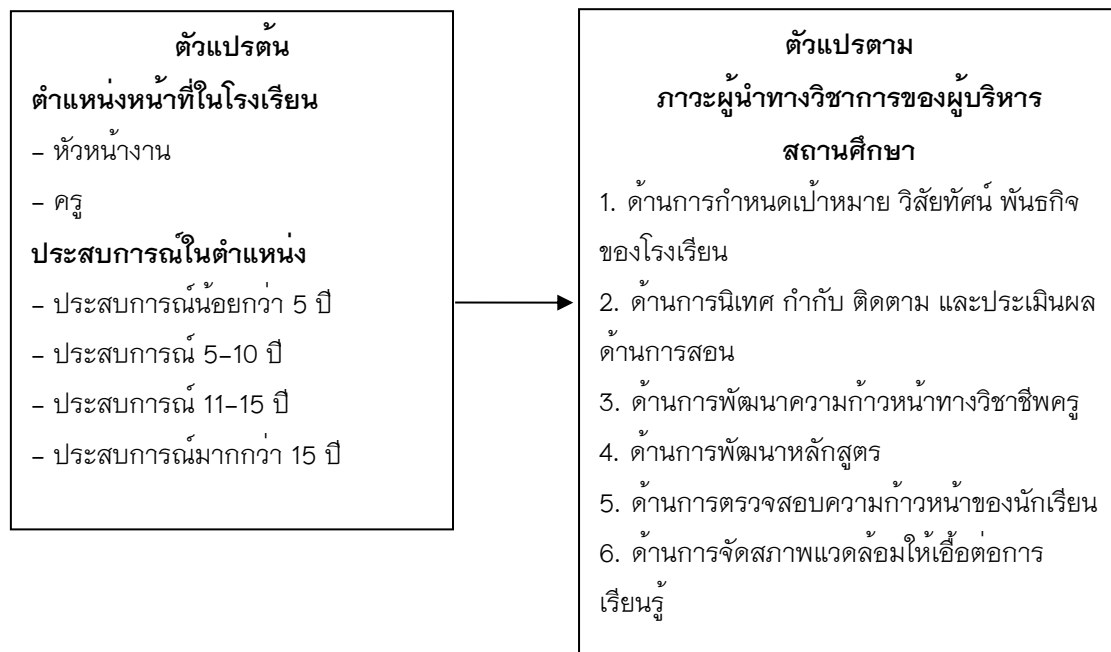 ตัวแปรต้น
ตำแหน่งหน้าที่ในโรงเรียน
– หัวหน้างาน
– ครู
ประสบการณ์ในตำแหน่ง
– ประสบการณ์น้อยกว่า 5 ปี
– ประสบการณ์ 5–10 ปี
– ประสบการณ์ 11–15 ปี
– ประสบการณ์มากกว่า 15 ปี
ตัวแปรตาม
ภาวะผู้นำทางวิชาการของผู้บริหาร
สถานศึกษา
1. ด้านการกำหนดเป้าหมาย วิสัยทัศน์ พันธกิจ
ของโรงเรียน
2. ด้านการนิเทศ กำกับ ติดตาม และประเมินผล
ด้านการสอน
3. ด้านการพัฒนาความก้าวหน้าทางวิชาชีพครู
4. ด้านการพัฒนาหลักสูตร
5. ด้านการตรวจสอบความก้าวหน้าของนักเรียน
6. ด้านการจัดสภาพแวดล้อมให้เอื้อต่อการ
เรียนรู้